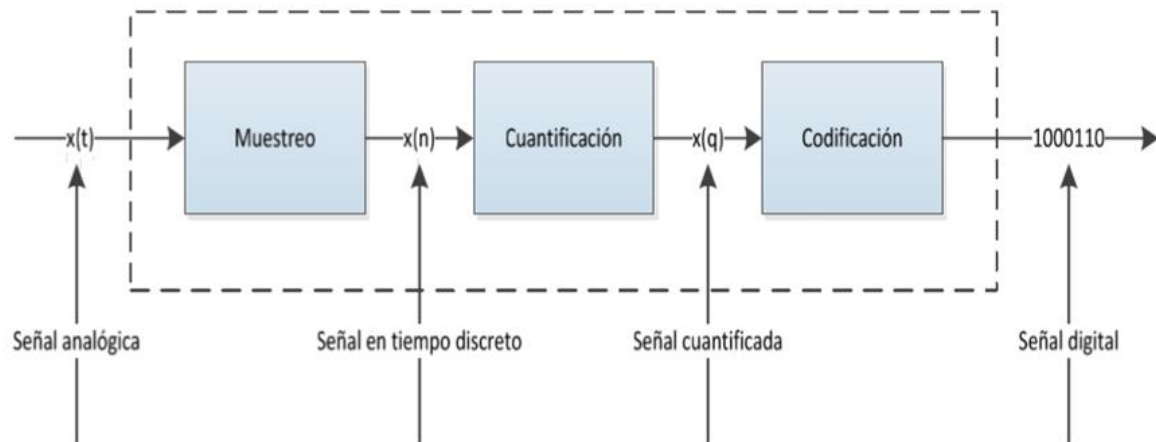 x(t)
Muestreo
x(n)
Cuantificación
x(q)
Codificación
1000110
Señal analógica
Señal en tiempo discreto
Señal cuantificada
Señal digital